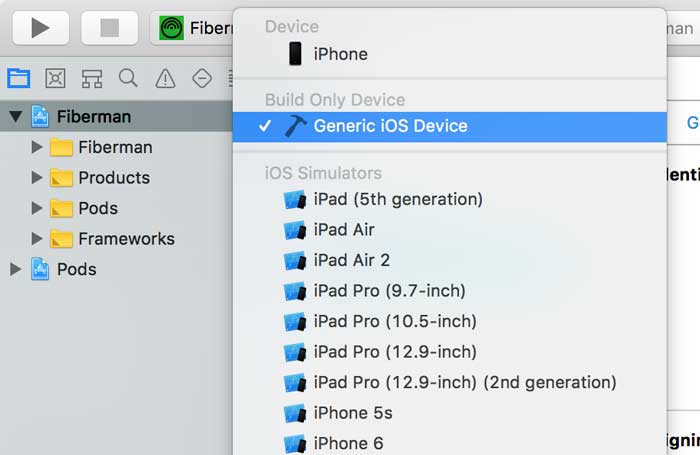 Fiberm
man
Device
iPhone
Build Only Device
Generic iOS Device
iOS Simulators
iPad (5th generation)
iPad Air
iPad Air 2
iPad Pro (9.7-inch)
iPad Pro (10.5-inch)
iPad Pro (12.9-inch)
iPad Pro (12.9-inch) (2nd generation)
iPhone 5s
iPhone 6
Fiberman
Fiberman
Products
Pods
Frameworks
Pods
G
lenti
igning